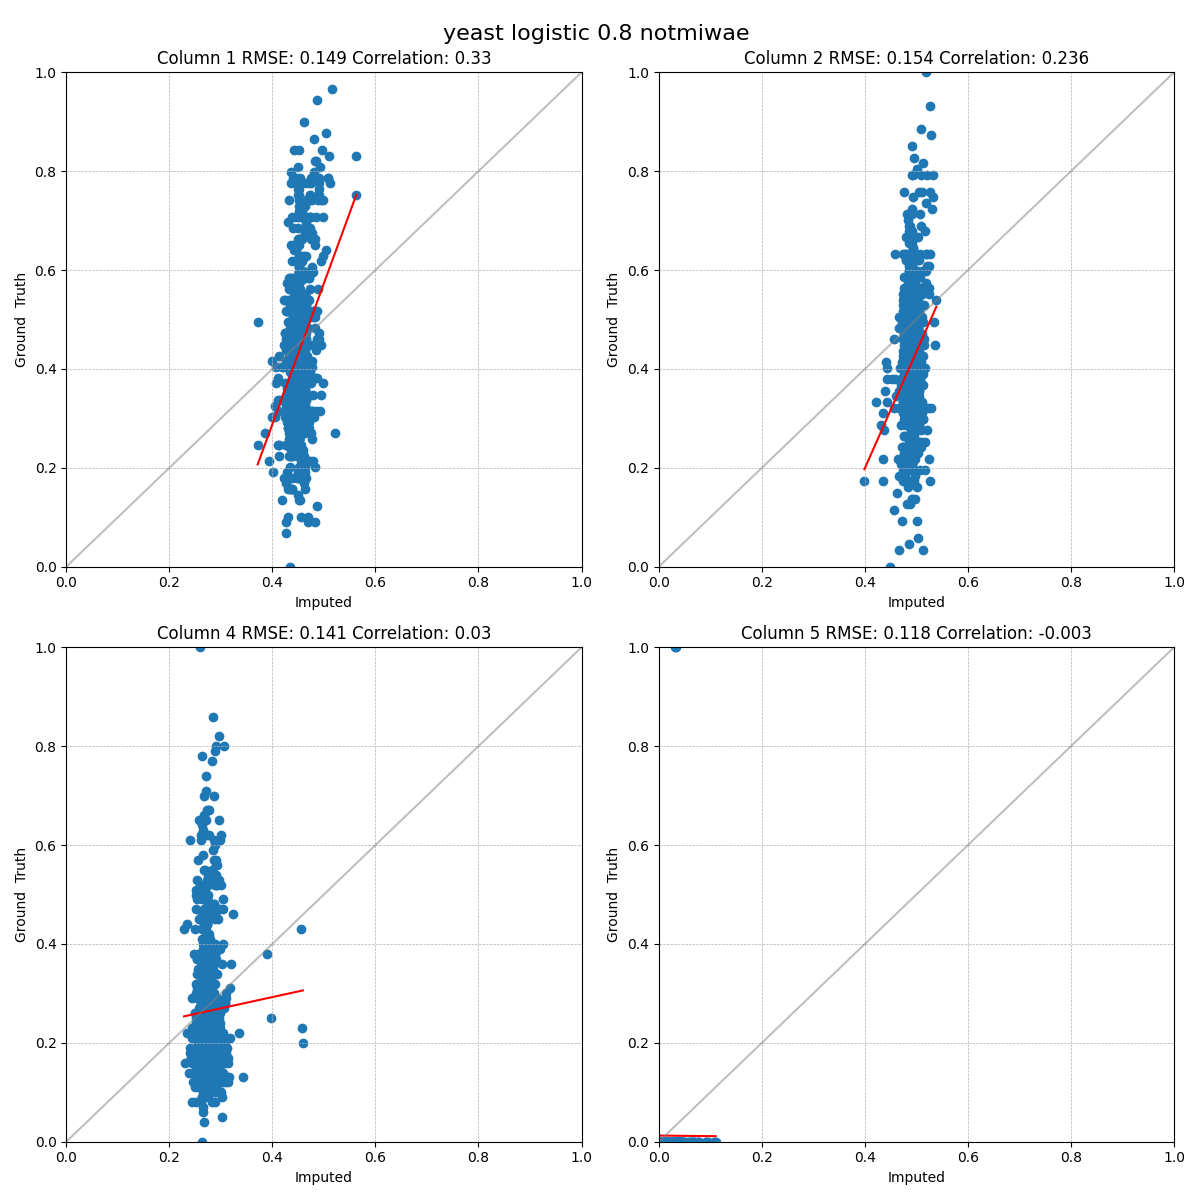 yeast logistic 0.8 notmiwae
Column 1 RMSE: 0.149 Correlation: 0.33
1.0
0.8
0.6
0.4
0.2
0.0
Ground Truth
0.0 0.2 0.4 0.6 0.8 1.0
Imputed
Column 2 RMSE: 0.154 Correlation: 0.236
1.0
0.8
0.6
0.4
0.2
0.0
Ground Truth
0.0 0.2 0.4 0.6 0.8 1.0
Imputed
Column 4 RMSE: 0.141 Correlation: 0.03
1.0
0.8
0.6
0.4
0.2
0.0
Ground Truth
0.0 0.2 0.4 0.6 0.8 1.0
Imputed
Column 5 RMSE: 0.118 Correlation: -0.003
1.0
0.8
0.6
0.4
0.2
0.0
Ground Truth
0.0 0.2 0.4 0.6 0.8 1.0
Imputed